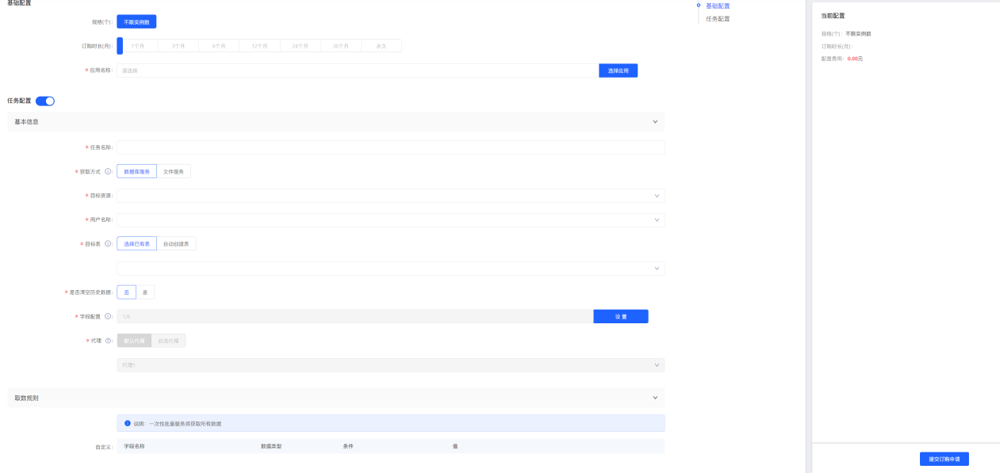 基础配置
规格(个): 不限实例数
订购时长(月): 1个月 3个月 6个月 12个月 24个月 36个月 永久
* 应用名称: 请选择 选择应用
任务配置
基本信息
* 任务名称:
* 获取方式 数据库服务 文件服务
* 目标资源:
* 用户名称:
* 目标表 选择已有表 自动创建表
* 是否清空历史数据: 否 是
* 字段配置 1/8 设置
* 代理 默认代理 自选代理
代理1
取数规则
说明: 一次性批量服务将获取所有数据
自定义: 字段名称 数据类型 条件 值
基础配置
任务配置
当前配置
规格(个): 不限实例数
订购时长(月):
配置费用: 0.00元
提交订购申请